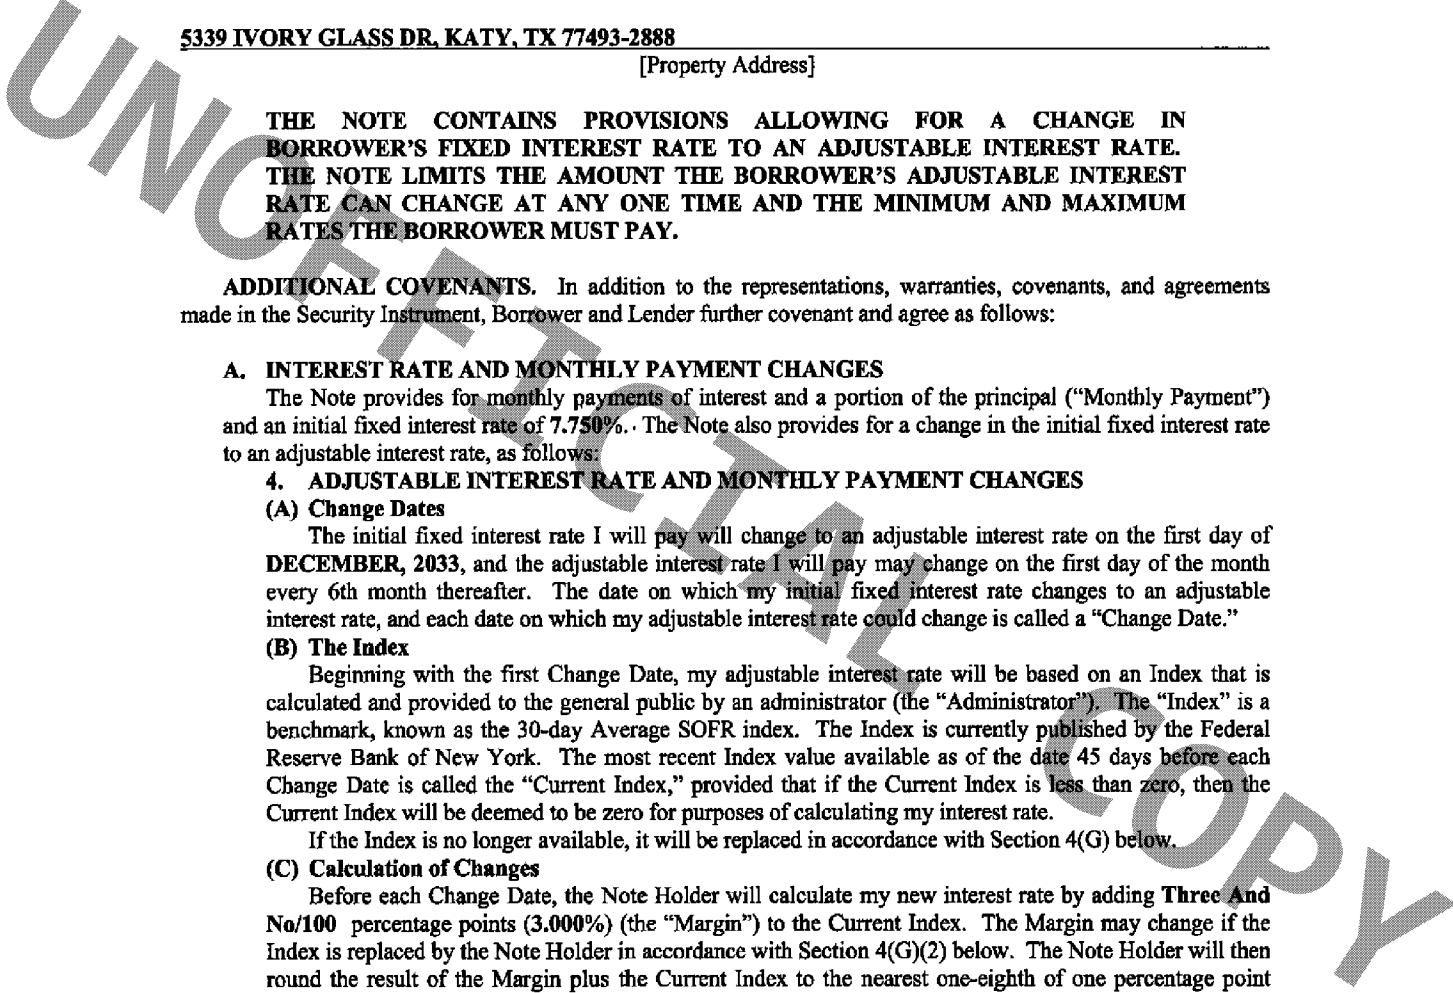 5339 IVORY GLASS DR, KATY, TX 77493-2888
[Property Address]
THE NOTE CONTAINS PROVISIONS ALLOWING FOR A CHANGE IN
BORROWER'S FIXED INTEREST RATE TO AN ADJUSTABLE INTEREST RATE.
THE NOTE LIMITS THE AMOUNT THE BORROWER'S ADJUSTABLE INTEREST
RATE CAN CHANGE AT ANY ONE TIME AND THE MINIMUM AND MAXIMUM
RATES THE BORROWER MUST PAY.
ADDITIONAL COVENANTS. In addition to the representations, warranties, covenants, and agreements
made in the Security Instrument, Borrower and Lender further covenant and agree as follows:
A. INTEREST RATE AND MONTHLY PAYMENT CHANGES
The Note provides for monthly payments of interest and a portion of the principal ("Monthly Payment")
and an initial fixed interest rate of 7.750%. The Note also provides for a change in the initial fixed interest rate
to an adjustable interest rate, as follows:
4. ADJUSTABLE INTEREST RATE AND MONTHLY PAYMENT CHANGES
(A) Change Dates
The initial fixed interest rate I will pay will change to an adjustable interest rate on the first day of
DECEMBER, 2033, and the adjustable interest rate I will pay may change on the first day of the month
every 6th month thereafter. The date on which my initial fixed interest rate changes to an adjustable
interest rate, and each date on which my adjustable interest rate could change is called a "Change Date."
(B) The Index
Beginning with the first Change Date, my adjustable interest rate will be based on an Index that is
calculated and provided to the general public by an administrator (the "Administrator"). The "Index" is a
benchmark, known as the 30-day Average SOFR index. The Index is currently published by the Federal
Reserve Bank of New York. The most recent Index value available as of the date 45 days before each
Change Date is called the "Current Index," provided that if the Current Index is less than zero, then the
Current Index will be deemed to be zero for purposes of calculating my interest rate.
If the Index is no longer available, it will be replaced in accordance with Section 4(G) below.
(C) Calculation of Changes
Before each Change Date, the Note Holder will calculate my new interest rate by adding Three And
No/100 percentage points (3.000%) (the "Margin") to the Current Index. The Margin may change if the
Index is replaced by the Note Holder in accordance with Section 4(G)(2) below. The Note Holder will then
round the result of the Margin plus the Current Index to the nearest one-eighth of one percentage point
UNOFFICIAL COPY